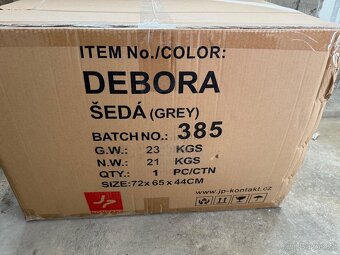 ITEM No./COLOR:
DEBORA
ŠEDÁ (GREY)
BATCH NO.: 385
G.W.: 23 KGS
N.W.: 21 KGS
QTY.: 1 PC/CTN
SIZE: 72x 65 x 44CM
www.jp-kontakt.cz